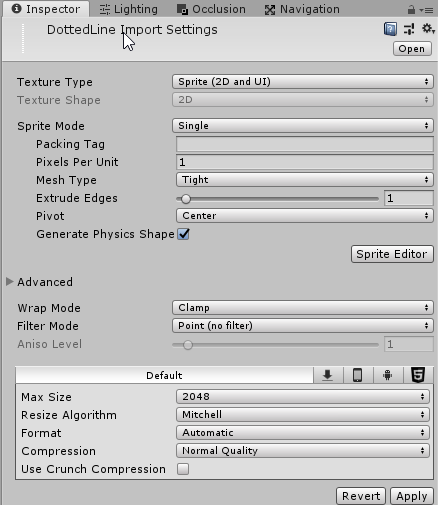 Inspector Lighting Occlusion Navigation
DottedLine Import Settings
Open
Texture Type Sprite (2D and UI)
Texture Shape 2D
Sprite Mode Single
Packing Tag
Pixels Per Unit 1
Mesh Type Tight
Extrude Edges 1
Pivot Center
Generate Physics Shape
Sprite Editor
Advanced
Wrap Mode Clamp
Filter Mode Point (no filter)
Aniso Level 1
Default
Max Size 2048
Resize Algorithm Mitchell
Format Automatic
Compression Normal Quality
Use Crunch Compression
Revert Apply